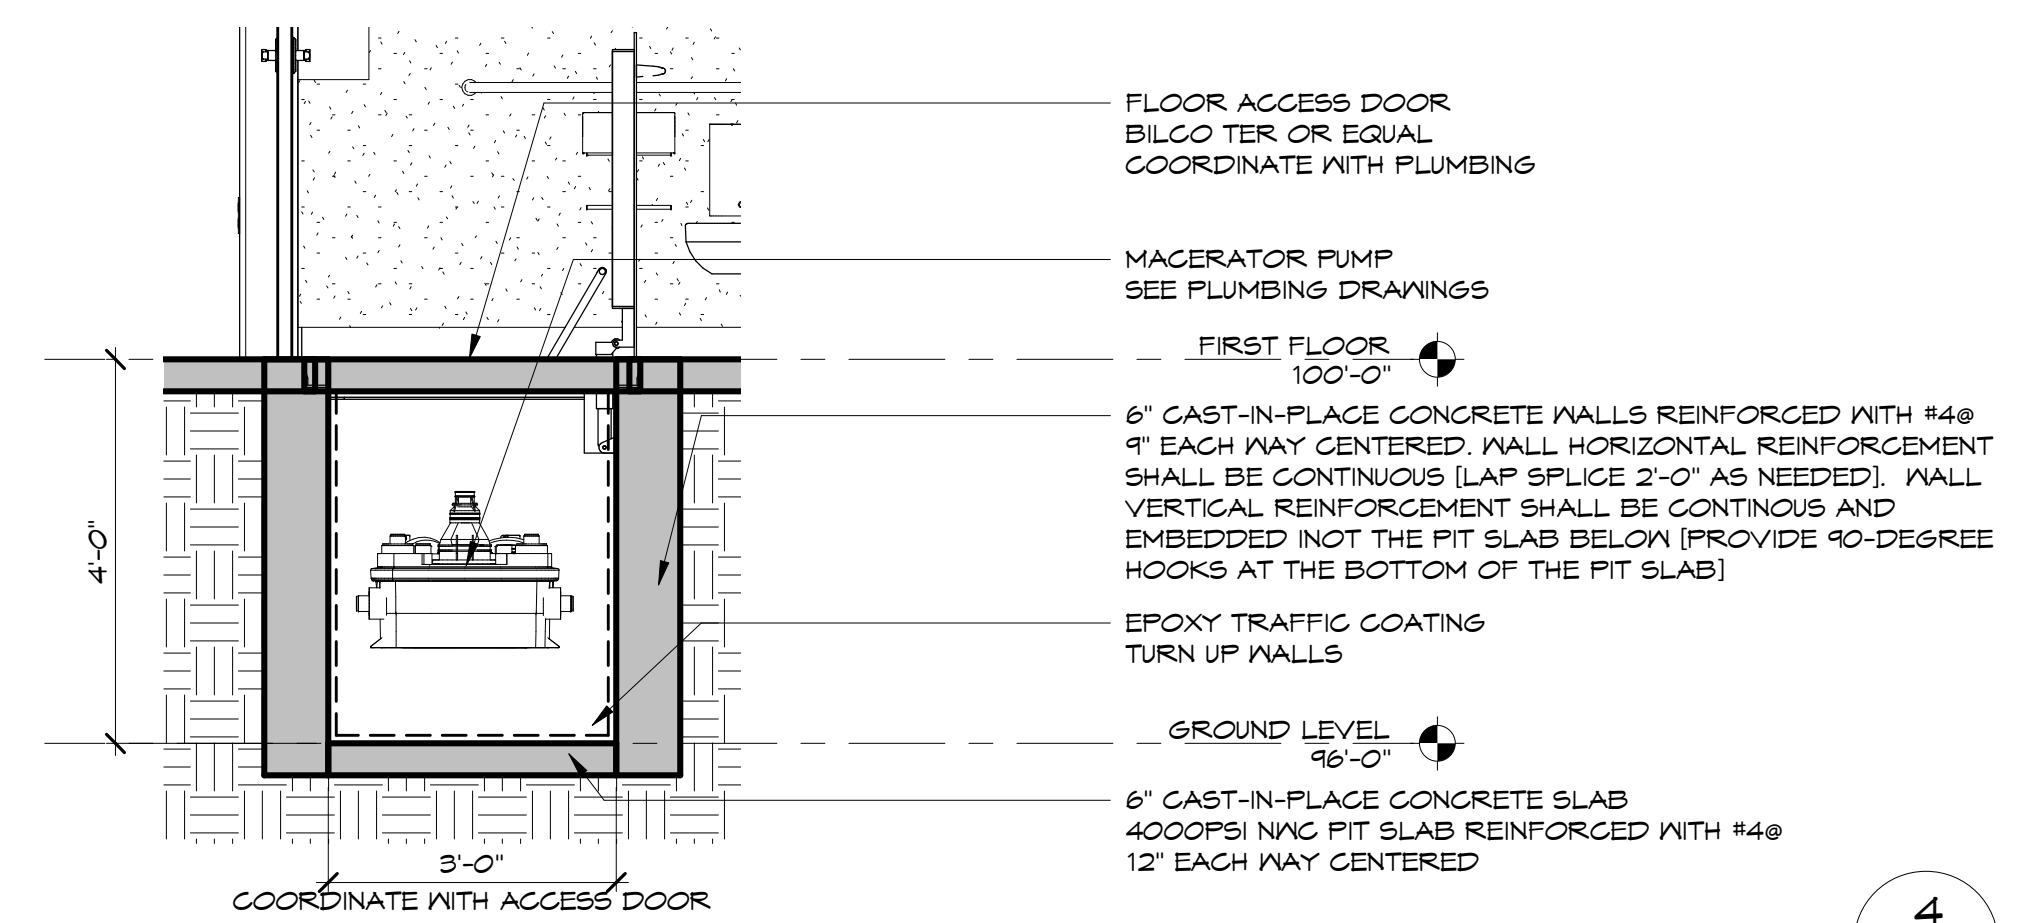 FLOOR ACCESS DOOR
BILCO TER OR EQUAL
COORDINATE WITH PLUMBING
MACERATOR PUMP
SEE PLUMBING DRAWINGS
FIRST FLOOR
100'-0"
6" CAST-IN-PLACE CONCRETE WALLS REINFORCED WITH #4@
9" EACH WAY CENTERED. WALL HORIZONTAL REINFORCEMENT
SHALL BE CONTINUOUS [LAP SPLICE 2'-0" AS NEEDED]. WALL
VERTICAL REINFORCEMENT SHALL BE CONTINOUS AND
EMBEDDED INOT THE PIT SLAB BELOW [PROVIDE 90-DEGREE
HOOKS AT THE BOTTOM OF THE PIT SLAB]
4'-0"
EPOXY TRAFFIC COATING
TURN UP WALLS
GROUND LEVEL
96'-0"
6" CAST-IN-PLACE CONCRETE SLAB
4000PSI NWC PIT SLAB REINFORCED WITH #4@
12" EACH WAY CENTERED
3'-0"
COORDINATE WITH ACCESS DOOR
4